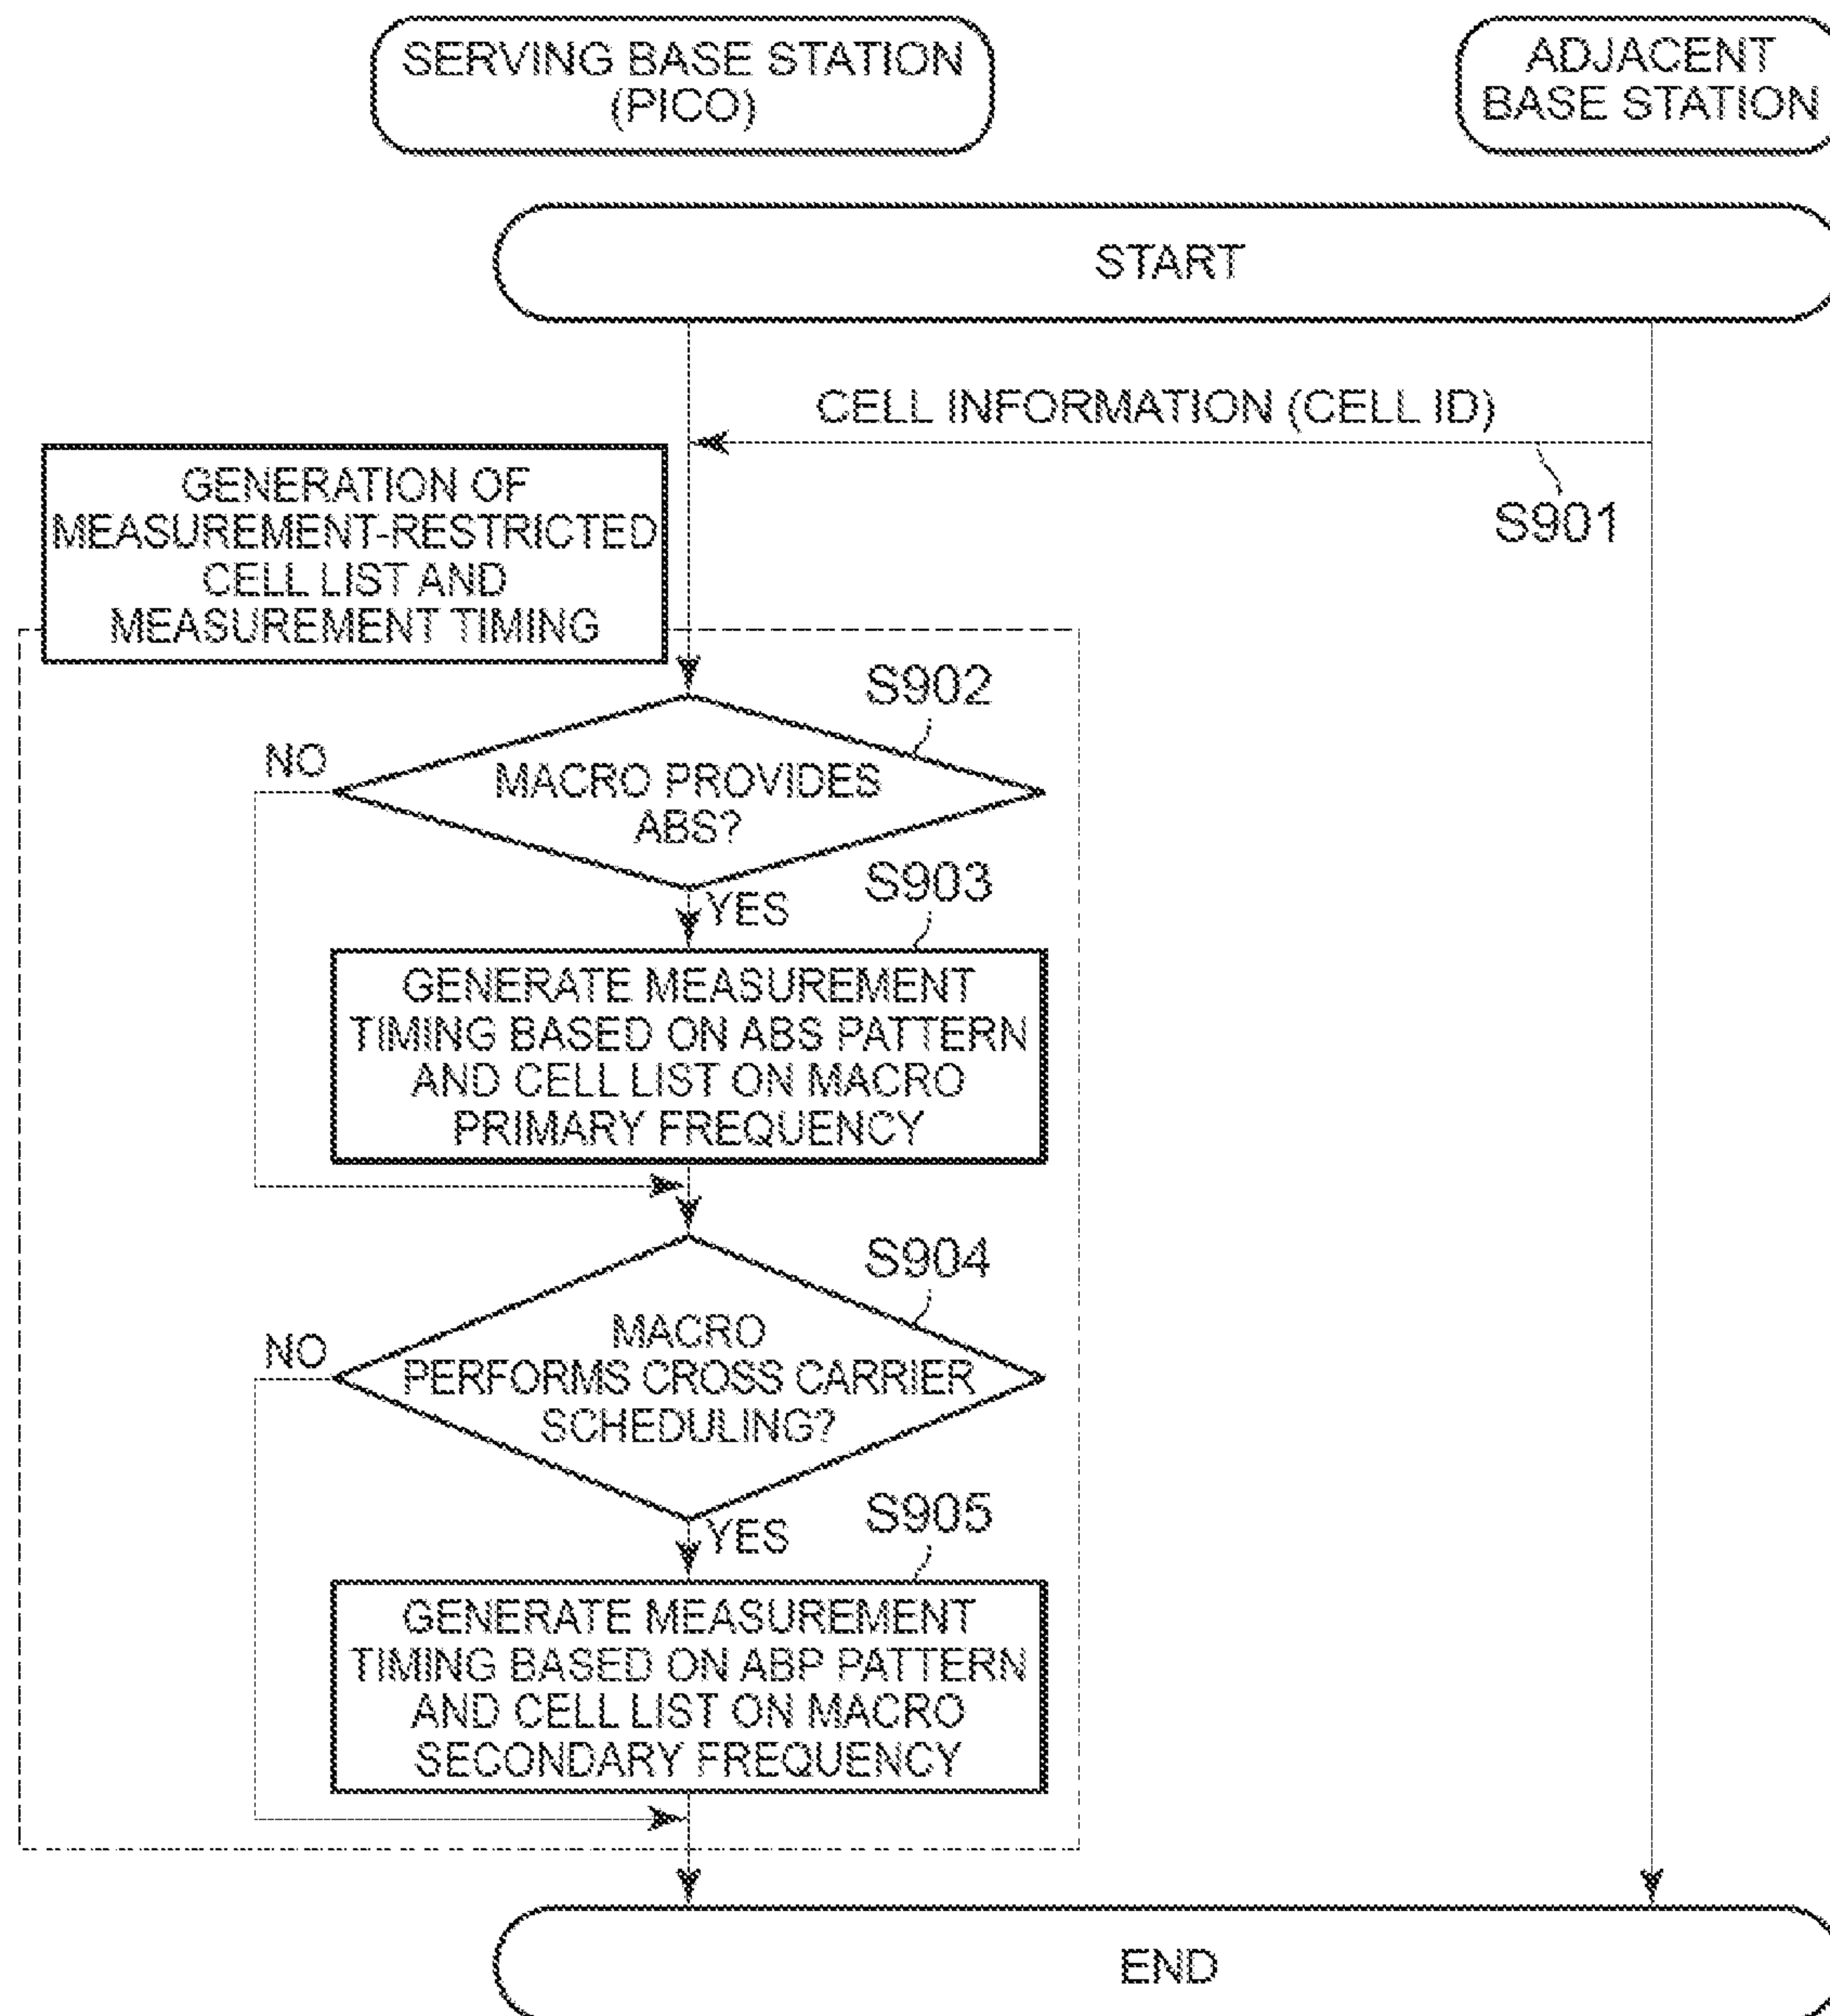 SERVING BASE STATION
(PICO)
ADJACENT
BASE STATION
START
CELL INFORMATION (CELL ID)
S901
GENERATION OF
MEASUREMENT-RESTRICTED
CELL LIST AND
MEASUREMENT TIMING
S902
NO
MACRO PROVIDES
ABS?
YES
S903
GENERATE MEASUREMENT
TIMING BASED ON ABS PATTERN
AND CELL LIST ON MACRO
PRIMARY FREQUENCY
S904
NO
MACRO
PERFORMS CROSS CARRIER
SCHEDULING?
YES
S905
GENERATE MEASUREMENT
TIMING BASED ON ABP PATTERN
AND CELL LIST ON MACRO
SECONDARY FREQUENCY
END